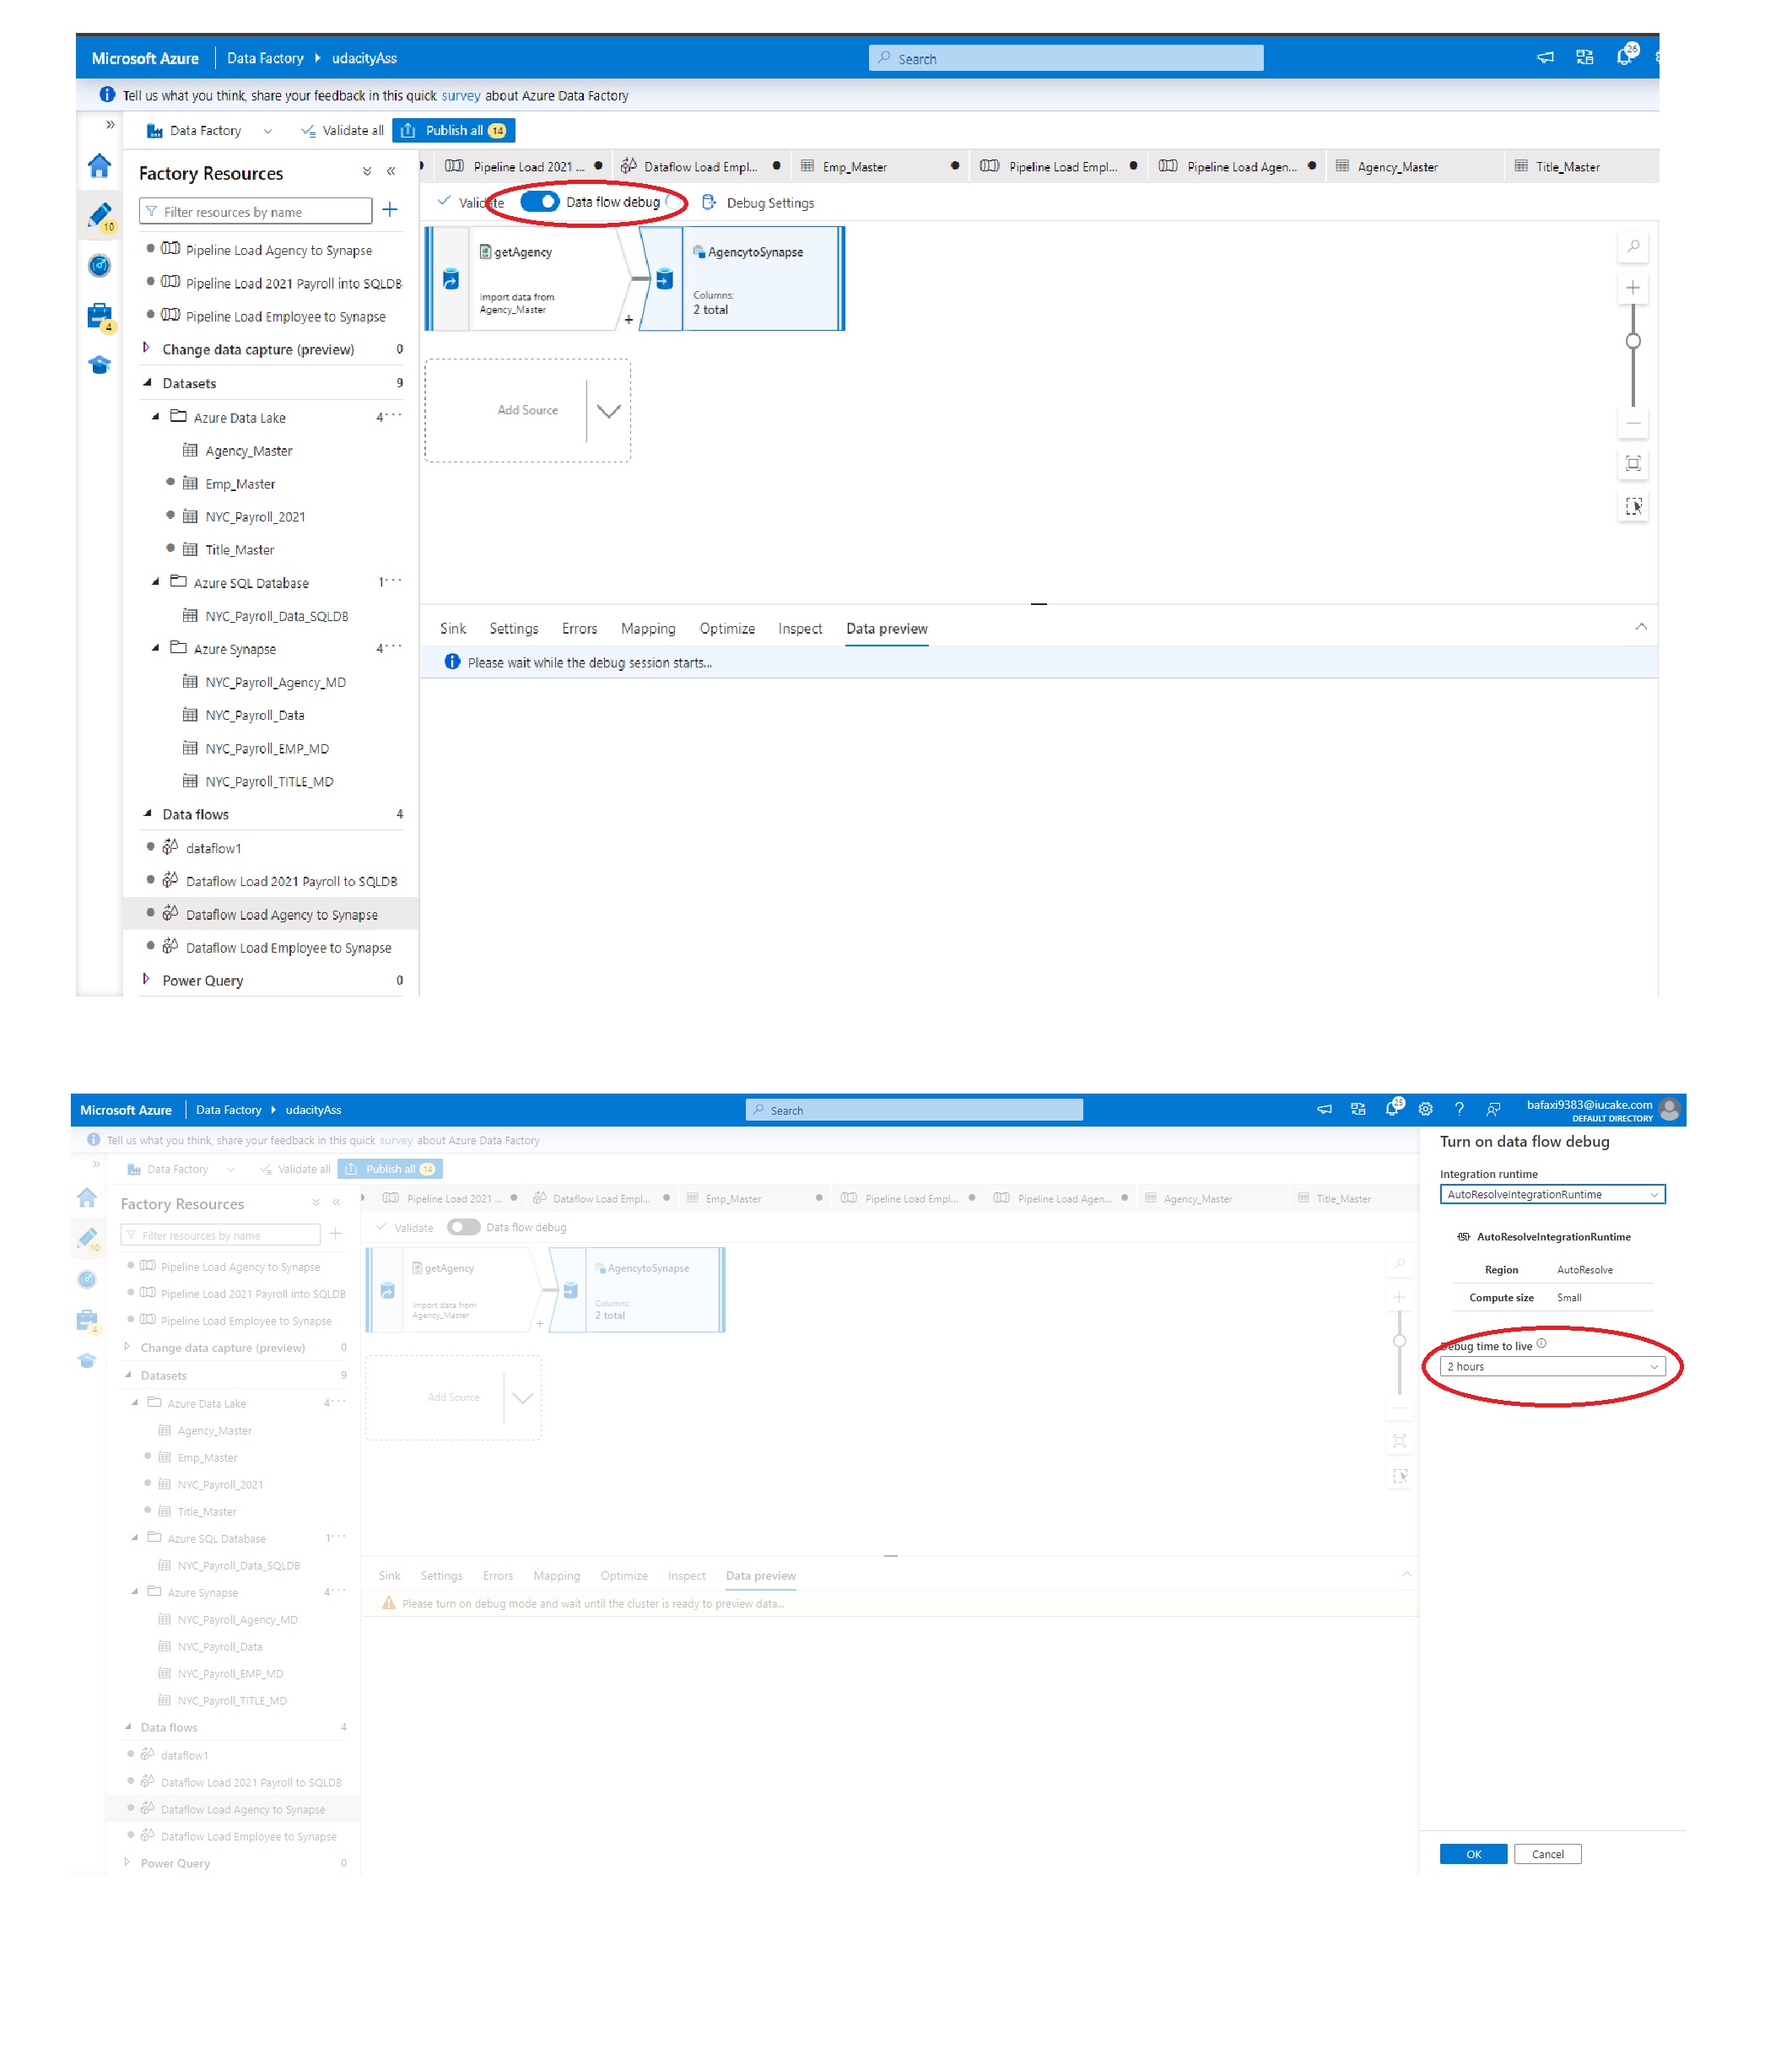 Microsoft Azure Data Factory udacityAss Search 26
Tell us what you think, share your feedback in this quick survey about Azure Data Factory
Data Factory Validate all Publish all 14
Factory Resources
Filter resources by name
10
4
Pipeline Load Agency to Synapse
Pipeline Load 2021 Payroll into SQLDB
Pipeline Load Employee to Synapse
Change data capture (preview) 0
Datasets 9
Azure Data Lake 4
Agency_Master
Emp_Master
NYC_Payroll_2021
Title_Master
Azure SQL Database 1
NYC_Payroll_Data_SQLDB
Azure Synapse 4
NYC_Payroll_Agency_MD
NYC_Payroll_Data
NYC_Payroll_EMP_MD
NYC_Payroll_TITLE_MD
Data flows 4
dataflow1
Dataflow Load 2021 Payroll to SQLDB
Dataflow Load Agency to Synapse
Dataflow Load Employee to Synapse
Power Query 0
Pipeline Load 2021 ... Dataflow Load Empl... Emp_Master Pipeline Load Empl... Pipeline Load Agen... Agency_Master Title_Master
Validate Data flow debug Debug Settings
getAgency
Import data from
Agency_Master
AgencytoSynapse
Columns:
2 total
Add Source
Sink Settings Errors Mapping Optimize Inspect Data preview
Please wait while the debug session starts...
Microsoft Azure Data Factory udacityAss Search 25 bafaxi9383@iucake.com
DEFAULT DIRECTORY
Tell us what you think, share your feedback in this quick survey about Azure Data Factory
Data Factory Validate all Publish all 14
Factory Resources
Filter resources by name
10
4
Pipeline Load Agency to Synapse
Pipeline Load 2021 Payroll into SQLDB
Pipeline Load Employee to Synapse
Change data capture (preview) 0
Datasets 9
Azure Data Lake 4
Agency_Master
Emp_Master
NYC_Payroll_2021
Title_Master
Azure SQL Database 1
NYC_Payroll_Data_SQLDB
Azure Synapse 4
NYC_Payroll_Agency_MD
NYC_Payroll_Data
NYC_Payroll_EMP_MD
NYC_Payroll_TITLE_MD
Data flows 4
dataflow1
Dataflow Load 2021 Payroll to SQLDB
Dataflow Load Agency to Synapse
Dataflow Load Employee to Synapse
Power Query 0
Pipeline Load 2021 ... Dataflow Load Empl... Emp_Master Pipeline Load Empl... Pipeline Load Agen... Agency_Master Title_Master
Validate Data flow debug
getAgency
Import data from
Agency_Master
AgencytoSynapse
Columns:
2 total
Add Source
Sink Settings Errors Mapping Optimize Inspect Data preview
Please turn on debug mode and wait until the cluster is ready to preview data...
Turn on data flow debug
Integration runtime
AutoResolveIntegrationRuntime
AutoResolveIntegrationRuntime
Region AutoResolve
Compute size Small
Debug time to live
2 hours
OK Cancel